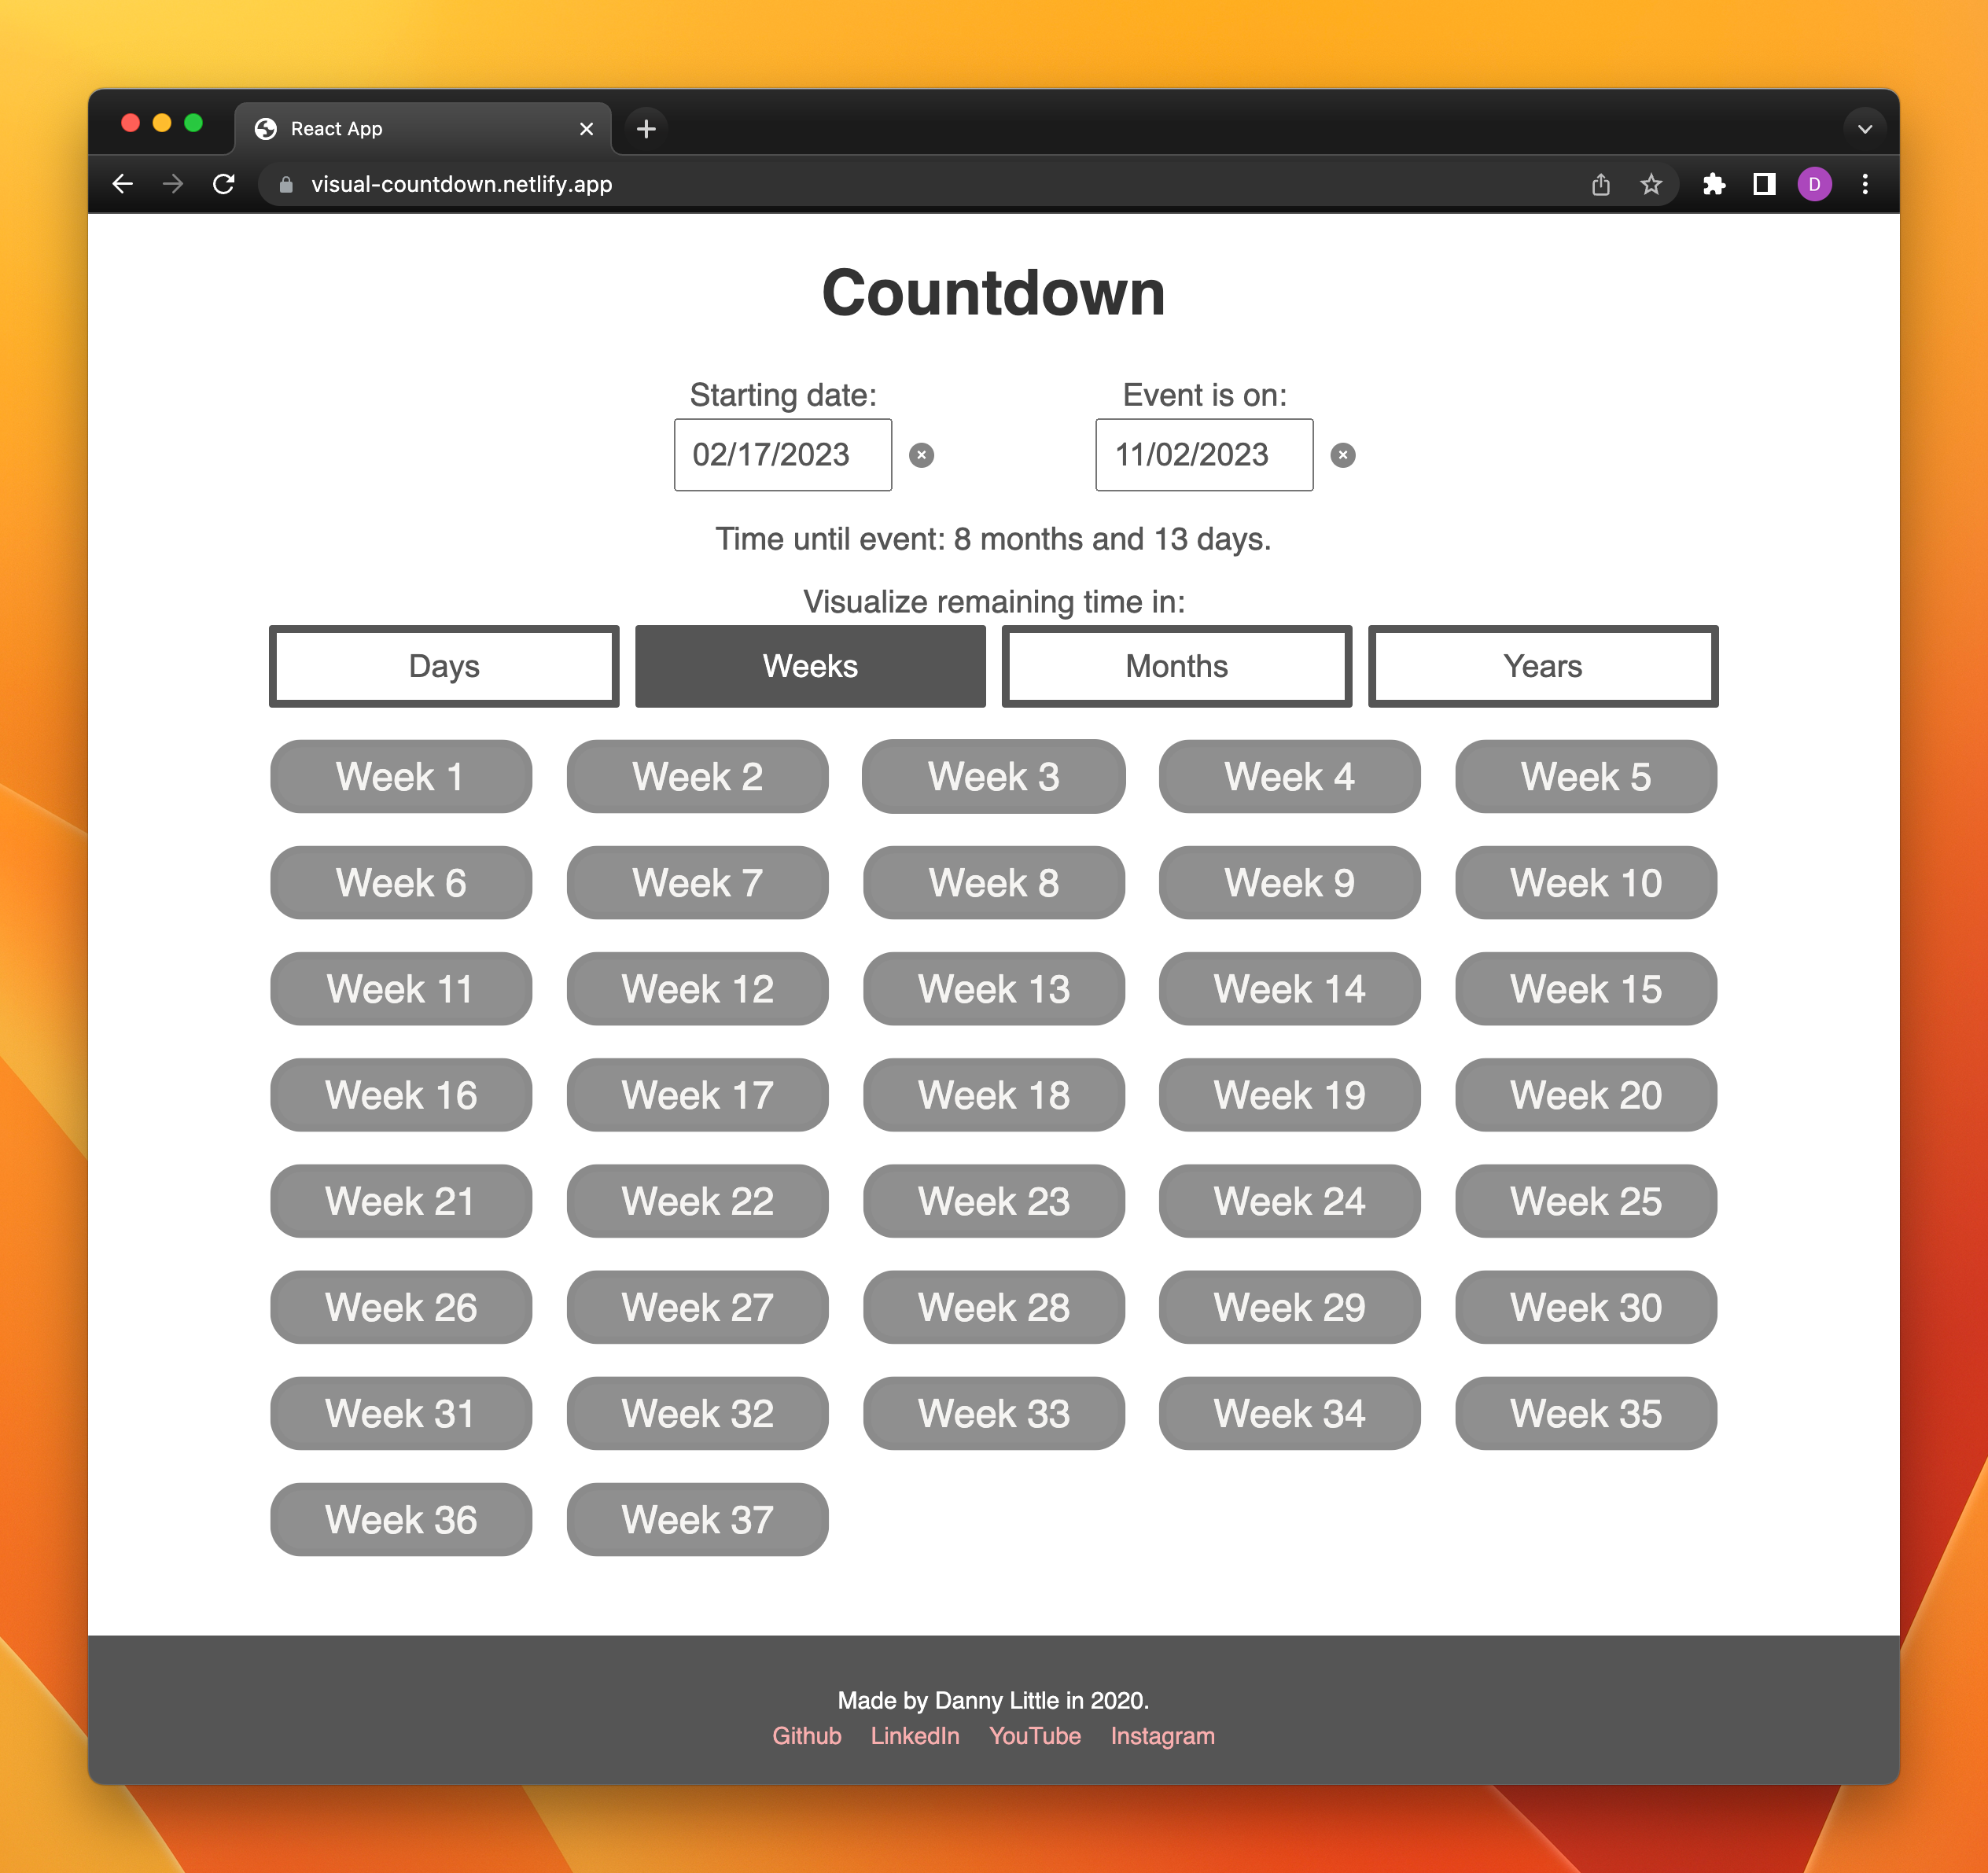 React App
visual-countdown.netlify.app
D
Countdown
Starting date: Event is on:
02/17/2023 11/02/2023
Time until event: 8 months and 13 days.
Visualize remaining time in:
Days Weeks Months Years
Week 1 Week 2 Week 3 Week 4 Week 5
Week 6 Week 7 Week 8 Week 9 Week 10
Week 11 Week 12 Week 13 Week 14 Week 15
Week 16 Week 17 Week 18 Week 19 Week 20
Week 21 Week 22 Week 23 Week 24 Week 25
Week 26 Week 27 Week 28 Week 29 Week 30
Week 31 Week 32 Week 33 Week 34 Week 35
Week 36 Week 37
Made by Danny Little in 2020.
Github LinkedIn YouTube Instagram